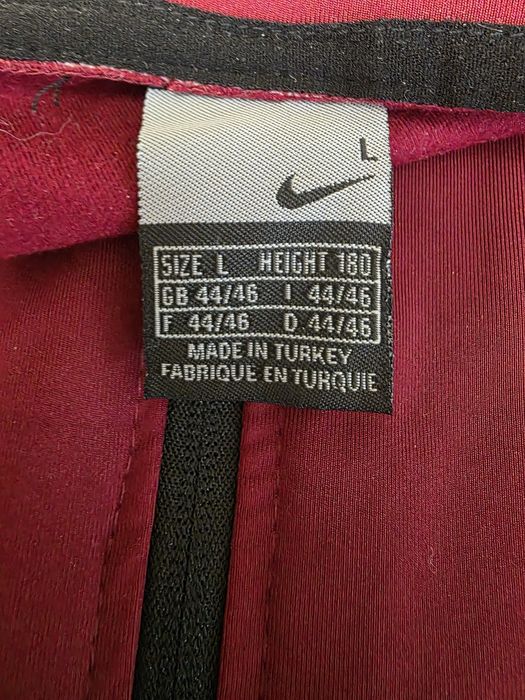 L
SIZE L HEIGHT 180
GB 44/46 I 44/46
F 44/46 D 44/46
MADE IN TURKEY
FABRIQUE EN TURQUIE